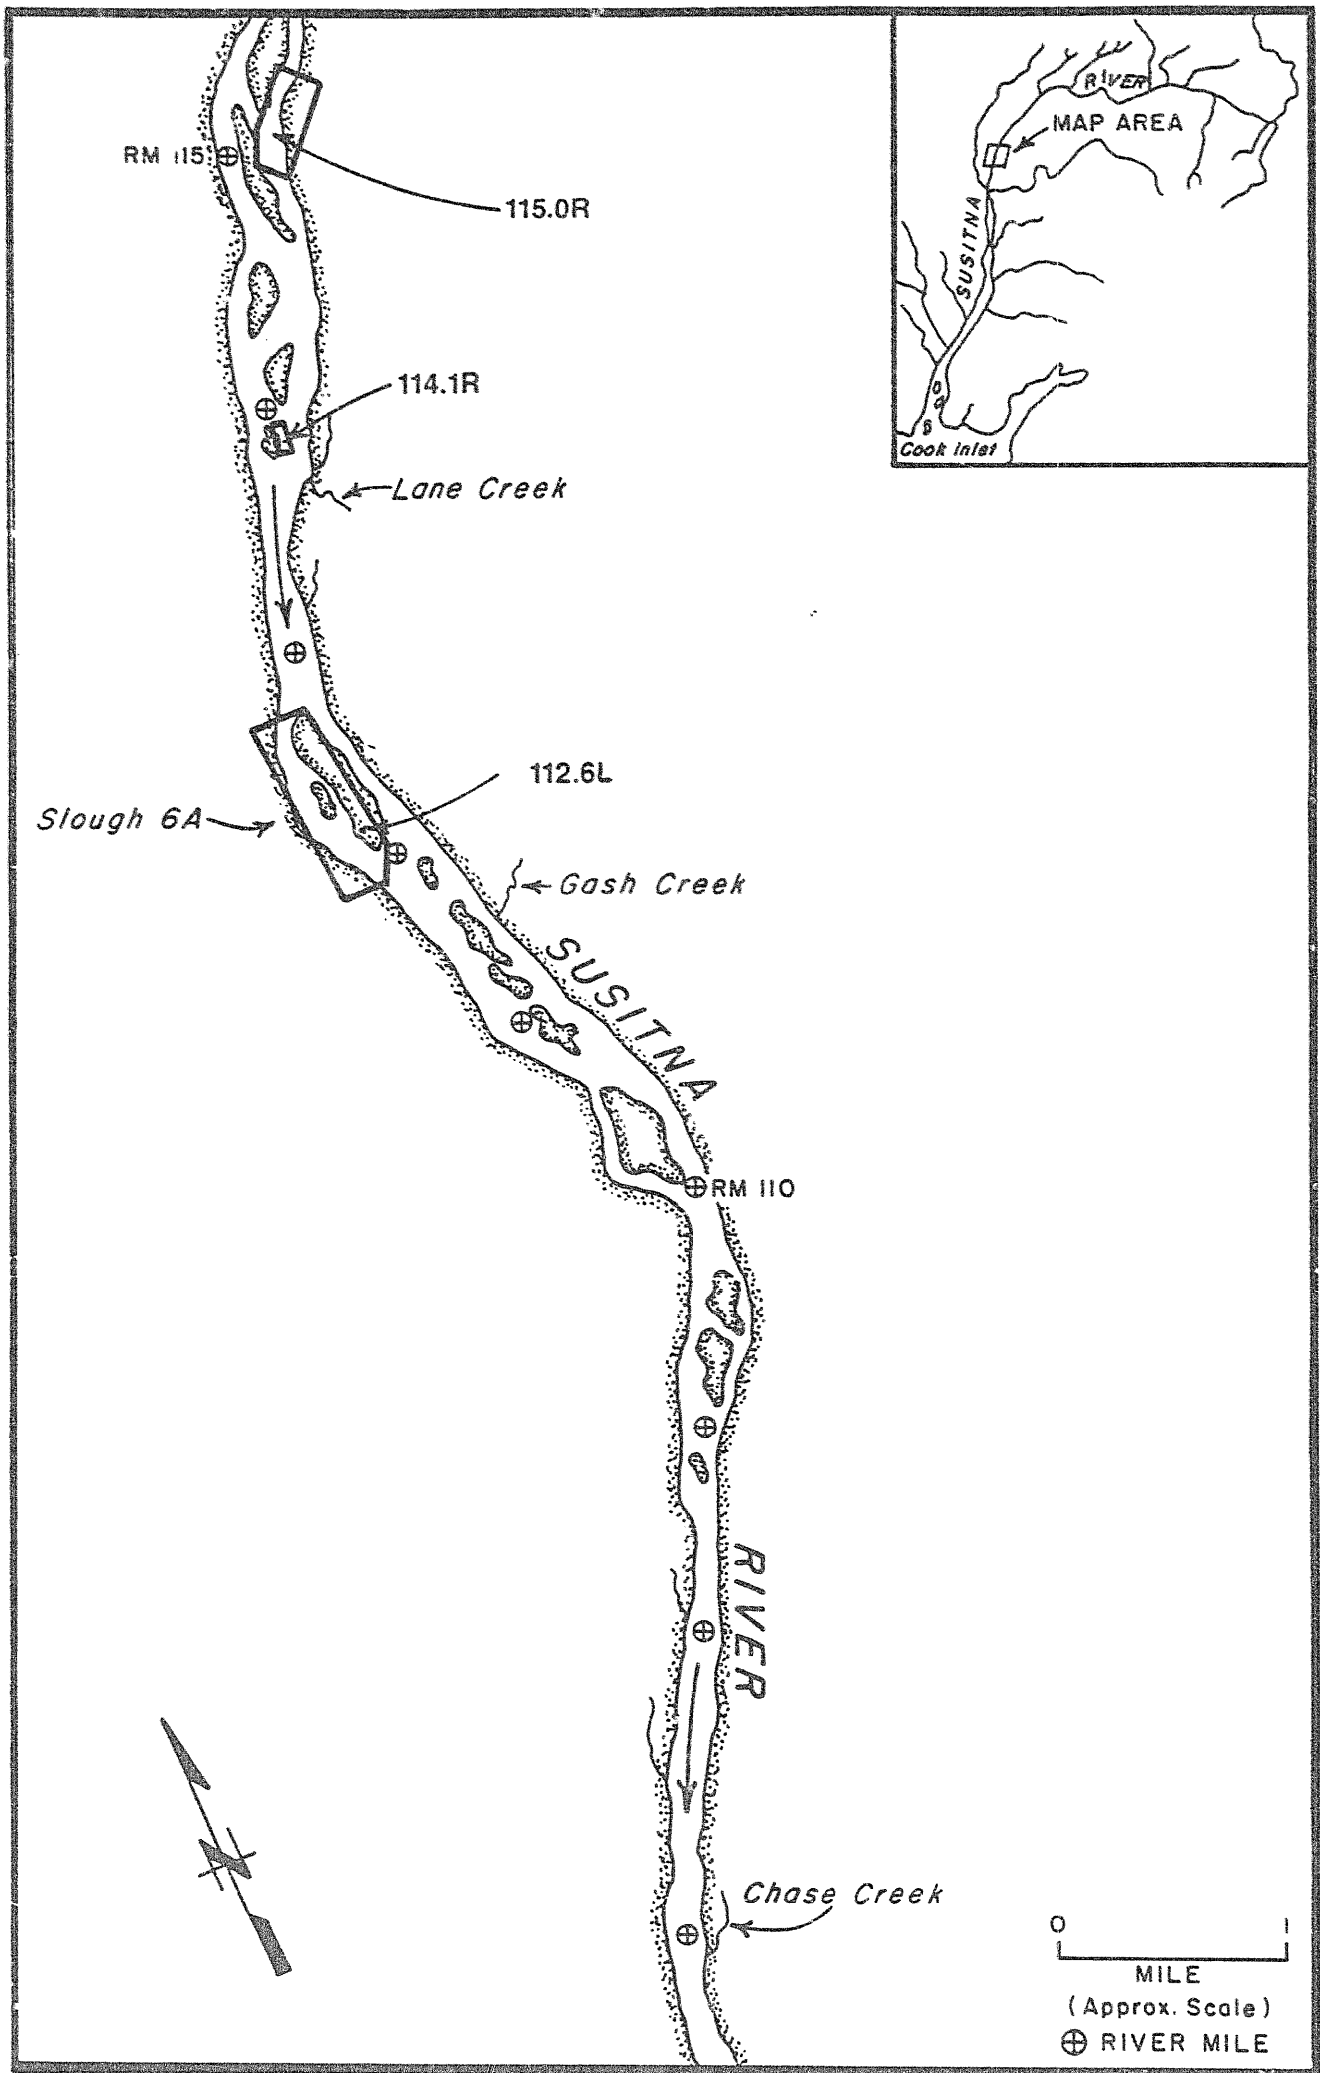 RIVER
MAP AREA
SUSITNA
Cook Inlet
RM 115
115.0R
114.1R
Lane Creek
112.6L
Slough 6A
Gash Creek
SUSITNA
RM 110
RIVER
Chase Creek
N
0 1
MILE
(Approx. Scale)
RIVER MILE